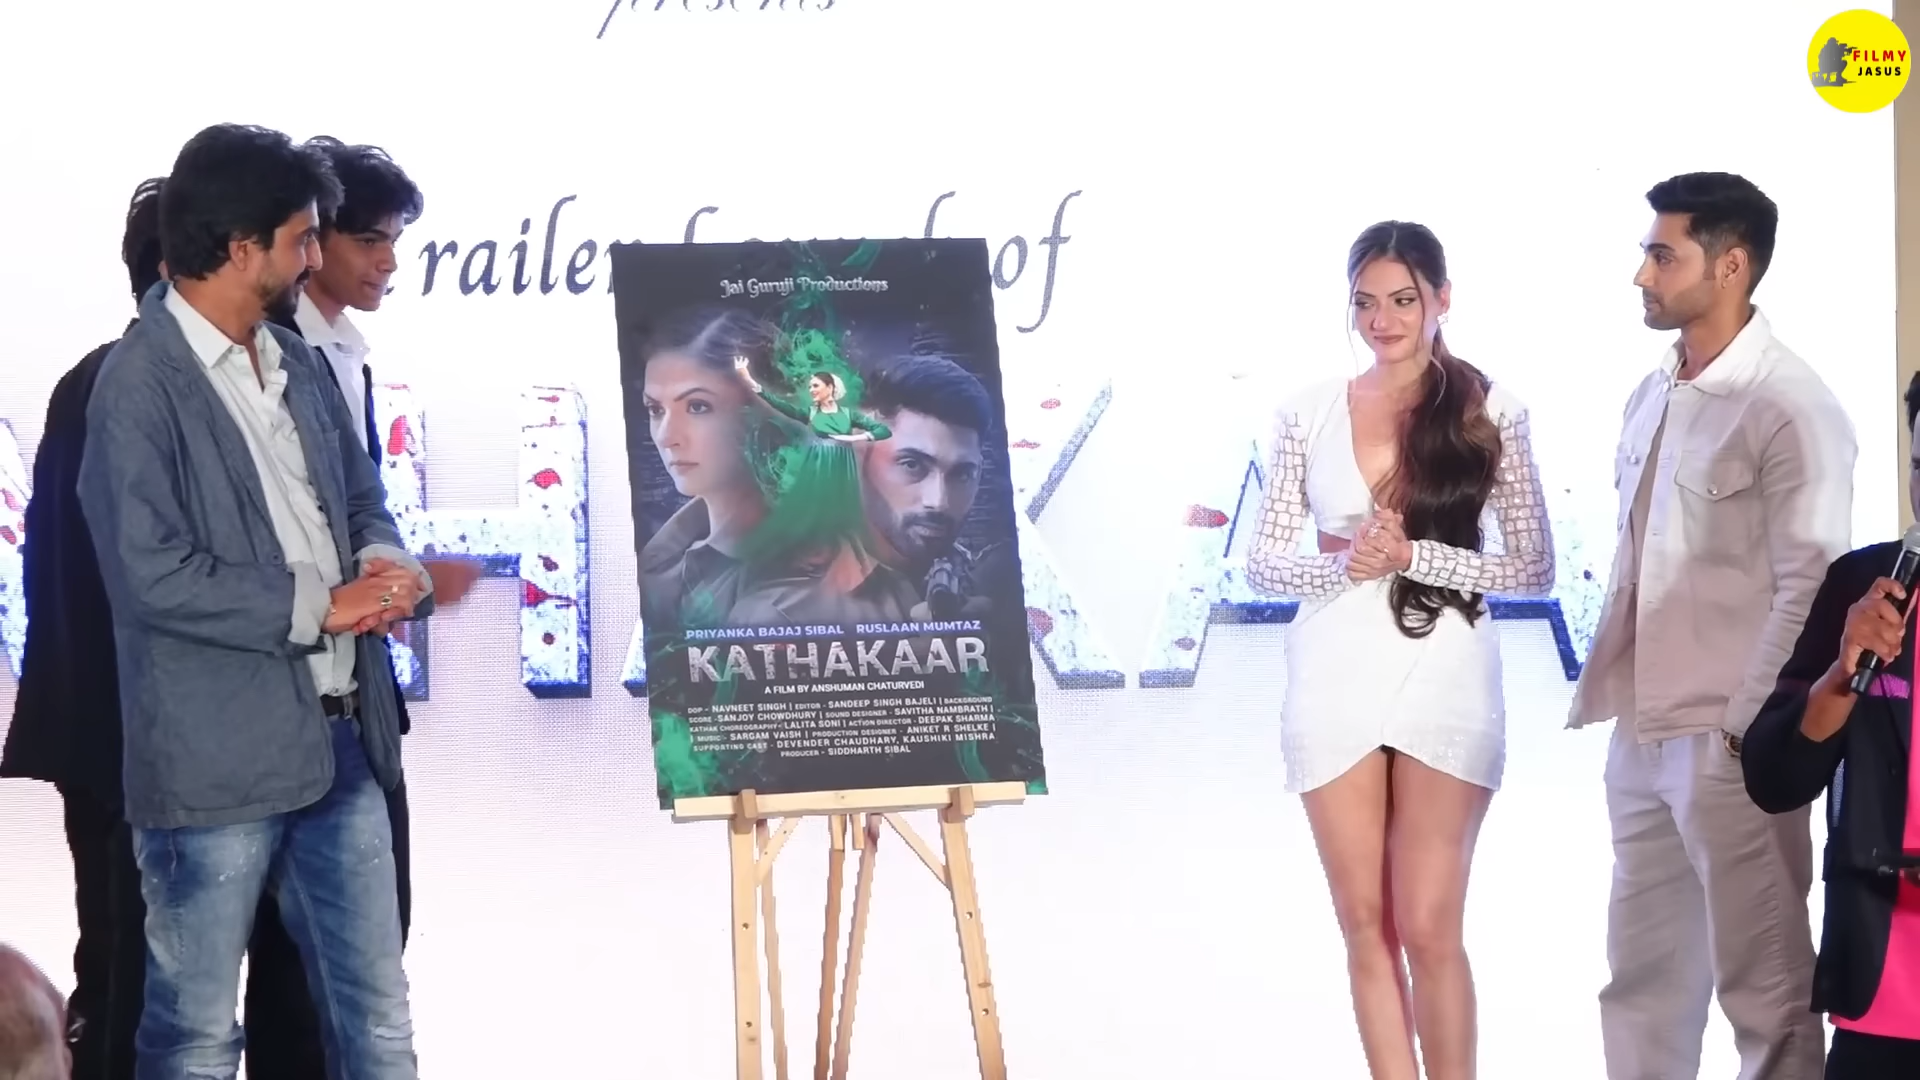 presents
FILMY
JASUS
railer of
Jai Guruji Productions
PRIYANKA BAJAJ SIBAL RUSLAAN MUMTAZ
KATHAKAAR
A FILM BY ANSHUMAN CHATURVEDI
DOP - NAVNEET SINGH | EDITOR - SANDEEP SINGH BAJELI | BACKGROUND
SCORE - SANJOY CHOWDHURY | SOUND DESIGNER - SAVITHA NAMBRATH |
KATHAK CHOREOGRAPHY - LALITA SONI | ACTION DIRECTOR - DEEPAK SHARMA
| MUSIC - SARGAM VAISH | PRODUCTION DESIGNER - ANIKET R SHELKE |
SUPPORTING CAST - DEVENDER CHAUDHARY, KAUSHIKI MISHRA
PRODUCER - SIDDHARTH SIBAL